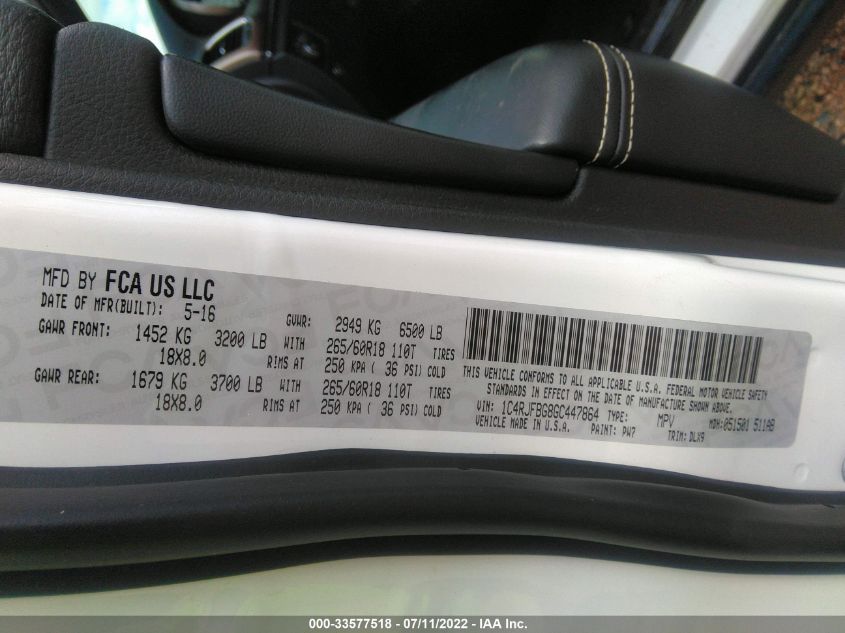 MFD BY FCA US LLC
DATE OF MFR(BUILT): 5-16 GVWR: 2949 KG 6500 LB
GAWR FRONT: 1452 KG 3200 LB WITH 265/60R18 110T TIRES
18X8.0 RIMS AT 250 KPA ( 36 PSI) COLD
GAWR REAR: 1679 KG 3700 LB WITH 265/60R18 110T TIRES
18X8.0 RIMS AT 250 KPA ( 36 PSI) COLD
THIS VEHICLE CONFORMS TO ALL APPLICABLE U.S.A. FEDERAL MOTOR VEHICLE SAFETY
STANDARDS IN EFFECT ON THE DATE OF MANUFACTURE SHOWN ABOVE.
VIN: 1C4RJFBG8GC447864 TYPE: MPV MDH:051501 511AB
VEHICLE MADE IN U.S.A. PAINT: PW7 TRIM: DLX9
000-33577518 - 07/11/2022 - IAA Inc.